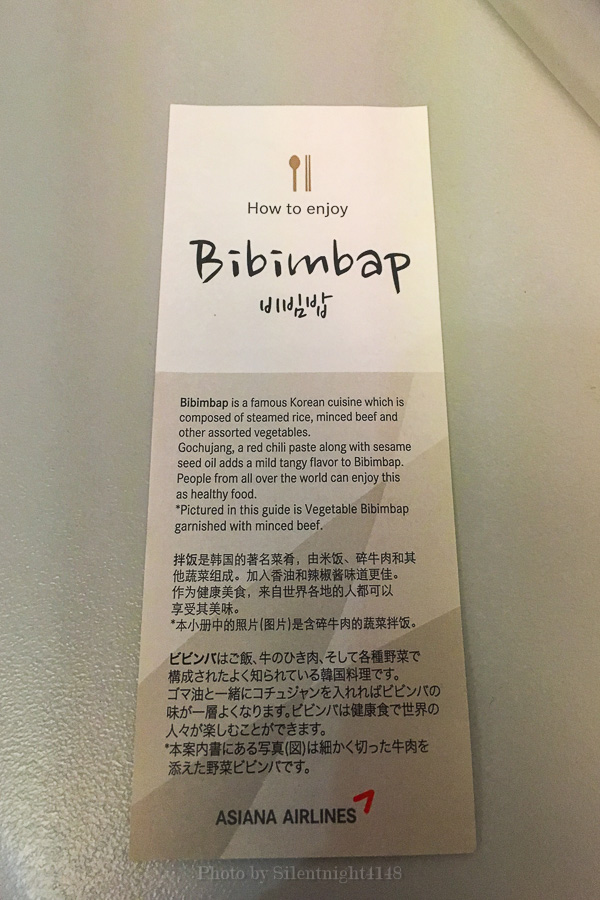 How to enjoy
Bibimbap
비빔밥
Bibimbap is a famous Korean cuisine which is
composed of steamed rice, minced beef and
other assorted vegetables.
Gochujang, a red chili paste along with sesame
seed oil adds a mild tangy flavor to Bibimbap.
People from all over the world can enjoy this
as healthy food.
*Pictured in this guide is Vegetable Bibimbap
garnished with minced beef.
拌饭是韩国的著名菜肴，由米饭、碎牛肉和其
他蔬菜组成。加入香油和辣椒酱味道更佳。
作为健康美食，来自世界各地的人都可以
享受其美味。
*本小册中的照片(图片)是含碎牛肉的蔬菜拌饭。
ビビンバはご飯、牛のひき肉、そして各種野菜で
構成されたよく知られている韓国料理です。
ゴマ油と一緒にコチュジャンを入れればビビンバの
味が一層よくなります。ビビンバは健康食で世界の
人々が楽しむことができます。
*本案内書にある写真(図)は細かく切った牛肉を
添えた野菜ビビンバです。
ASIANA AIRLINES
Photo by Silentnight4148